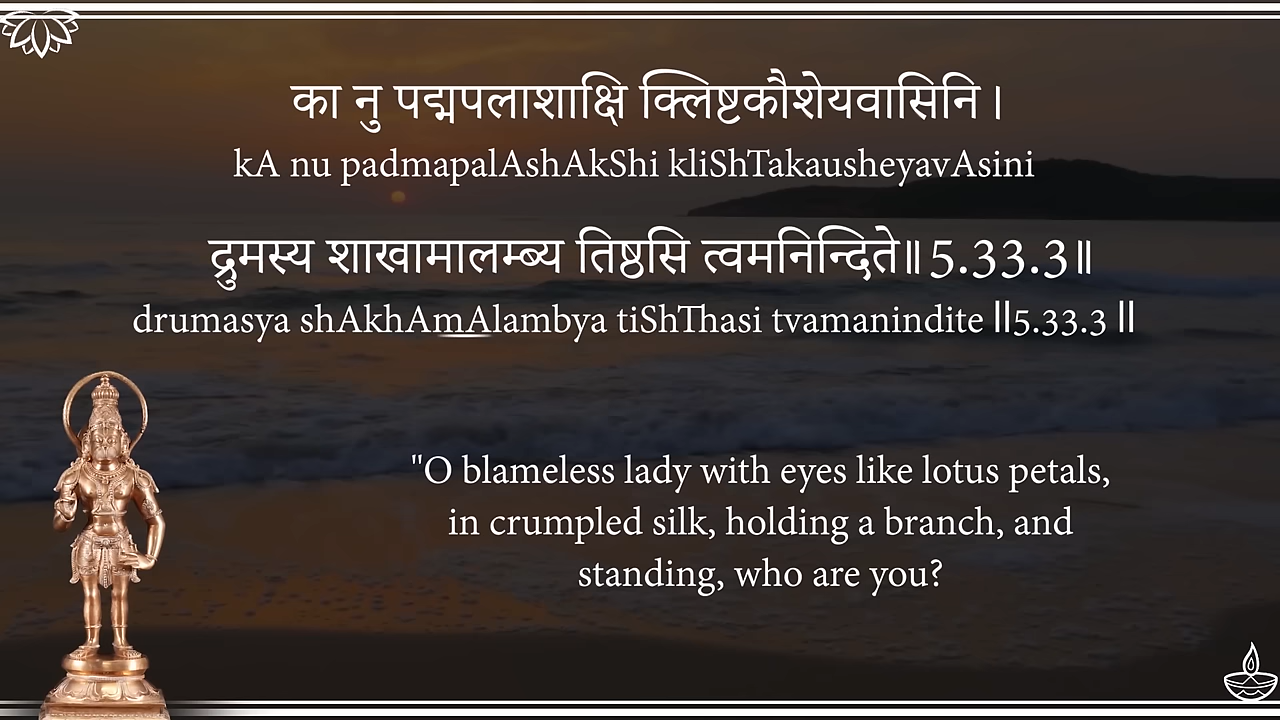 का नु पद्मपलाशाक्षि क्लिष्टकौशेयवासिनि ।
kA nu padmapalAshAkShi kliShTakausheyavAsini
द्रुमस्य शाखामालम्ब्य तिष्ठसि त्वमनिन्दिते॥ 5.33.3॥
drumasya shAkhAmAlambya tiShThasi tvamanindite ||5.33.3 ||
"O blameless lady with eyes like lotus petals,
in crumpled silk, holding a branch, and
standing, who are you?